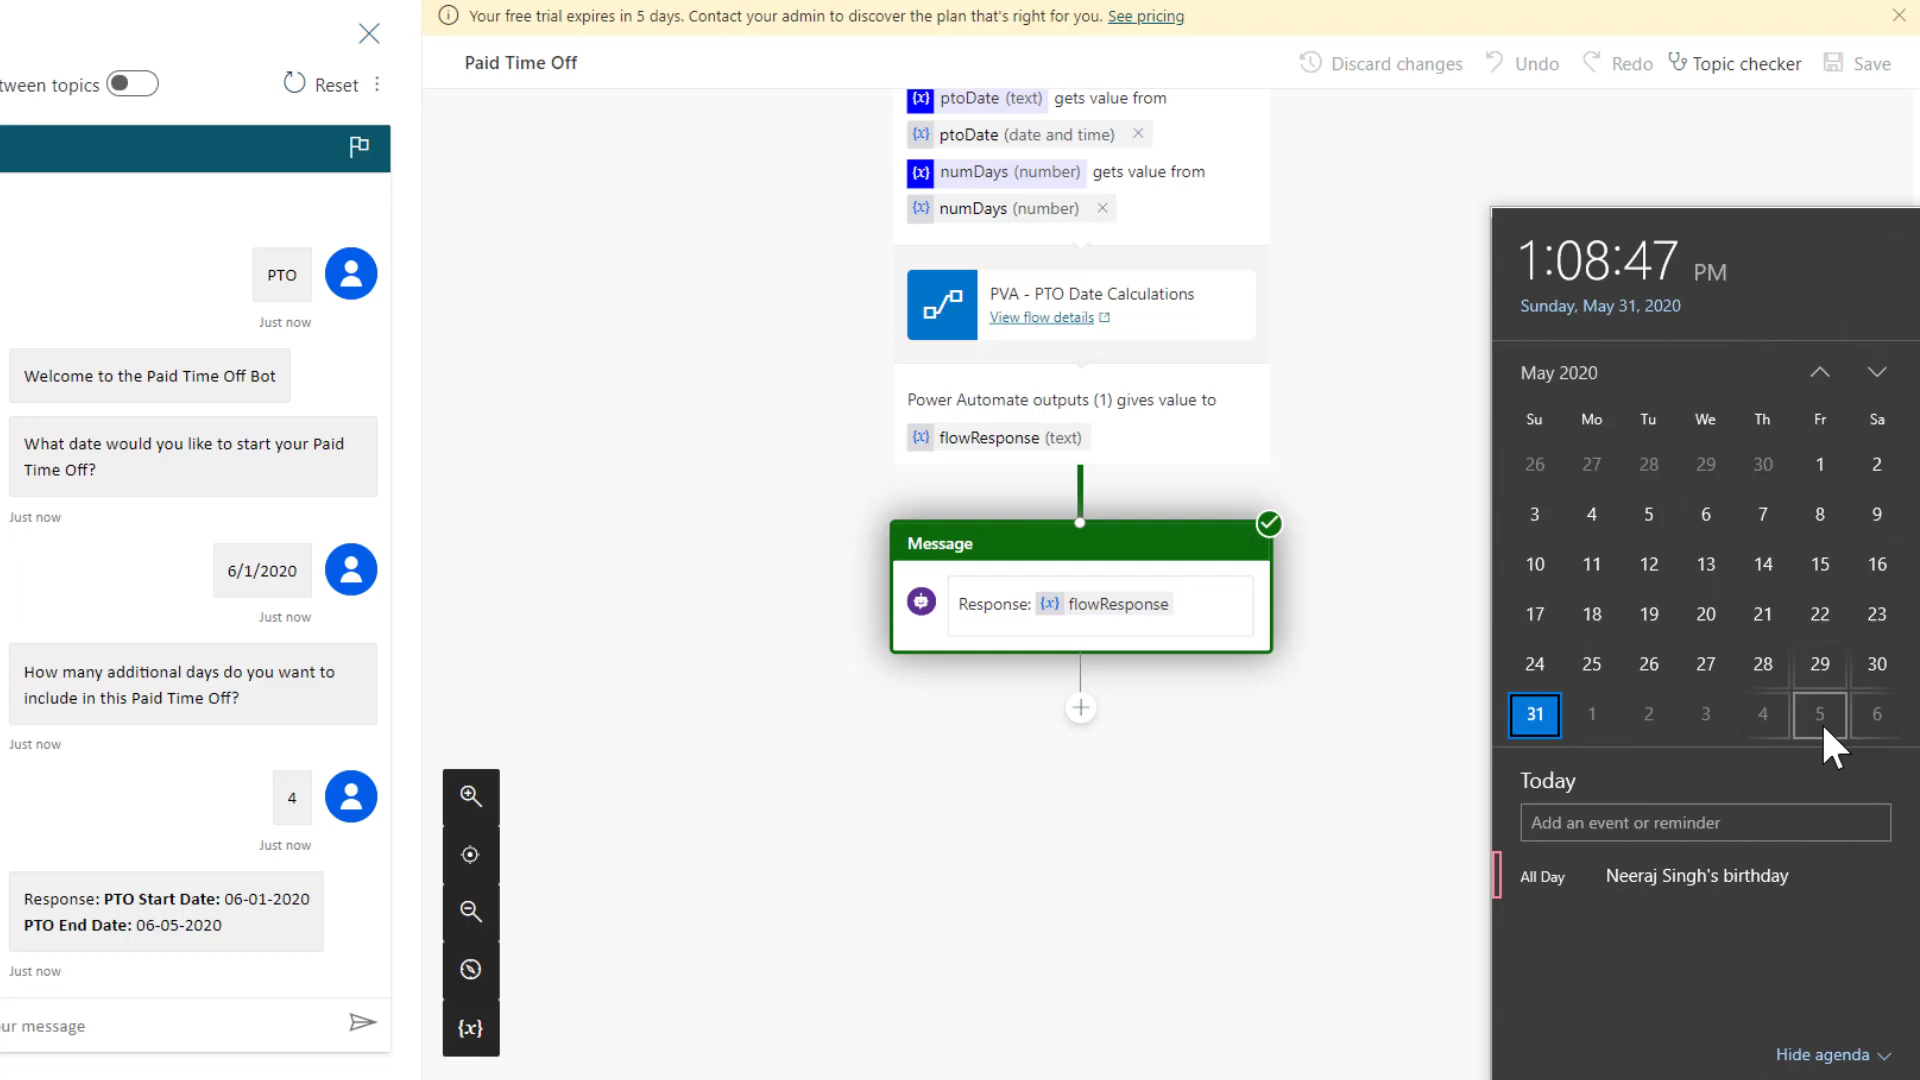 Your free trial expires in 5 days. Contact your admin to discover the plan that's right for you. See pricing
tween topics
Reset
PTO
Just now
Welcome to the Paid Time Off Bot
What date would you like to start your Paid
Time Off?
Just now
6/1/2020
Just now
How many additional days do you want to
include in this Paid Time Off?
Just now
4
Just now
Response: PTO Start Date: 06-01-2020
PTO End Date: 06-05-2020
Just now
ur message
Paid Time Off
Discard changes
Undo
Redo
Topic checker
Save
{x} ptoDate (text) gets value from
{x} ptoDate (date and time)
{x} numDays (number) gets value from
{x} numDays (number)
PVA - PTO Date Calculations
View flow details
Power Automate outputs (1) gives value to
{x} flowResponse (text)
Message
Response: {x} flowResponse
{x}
1:08:47 PM
Sunday, May 31, 2020
May 2020
Su Mo Tu We Th Fr Sa
26 27 28 29 30 1 2
3 4 5 6 7 8 9
10 11 12 13 14 15 16
17 18 19 20 21 22 23
24 25 26 27 28 29 30
31 1 2 3 4 5 6
Today
Add an event or reminder
All Day Neeraj Singh's birthday
Hide agenda